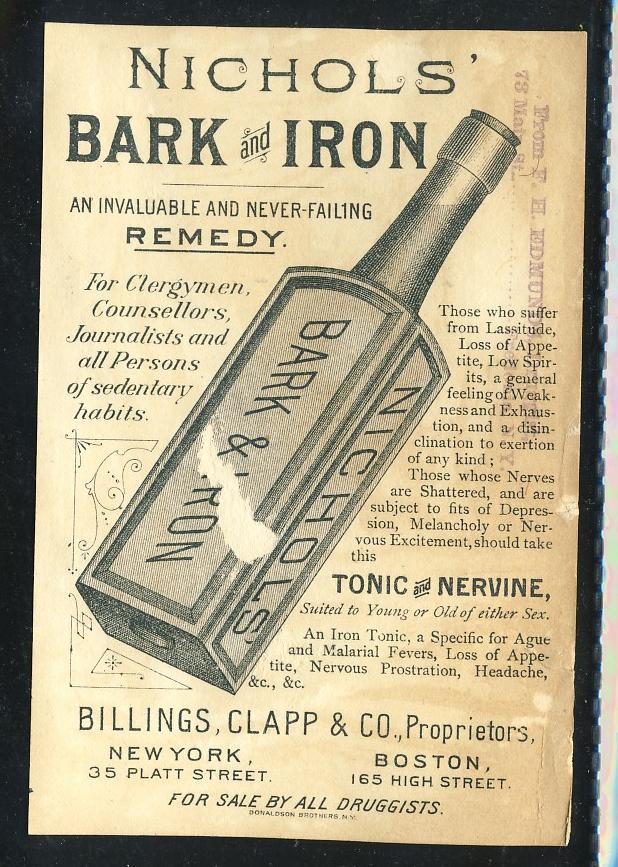 NICHOLS'
BARK and IRON
AN INVALUABLE AND NEVER-FAILING
REMEDY.
For Clergymen,
Counsellors,
Journalists and
all Persons
of sedentary
habits.
BARK & IRON
NICHOLS'
Those who suffer
from Lassitude,
Loss of Appe-
tite, Low Spir-
its, a general
feeling of Weak-
ness and Exhaus-
tion, and a disin-
clination to exertion
of any kind;
Those whose Nerves
are Shattered, and are
subject to fits of Depres-
sion, Melancholy or Ner-
vous Excitement, should take
this
TONIC and NERVINE,
Suited to Young or Old of either Sex.
An Iron Tonic, a Specific for Ague
and Malarial Fevers, Loss of Appe-
tite, Nervous Prostration, Headache,
&c., &c.
BILLINGS, CLAPP & CO., Proprietors,
NEW YORK,
35 PLATT STREET.
BOSTON,
165 HIGH STREET.
FOR SALE BY ALL DRUGGISTS.
DONALDSON BROTHERS, N.Y.
From F. H.
73 Main st.